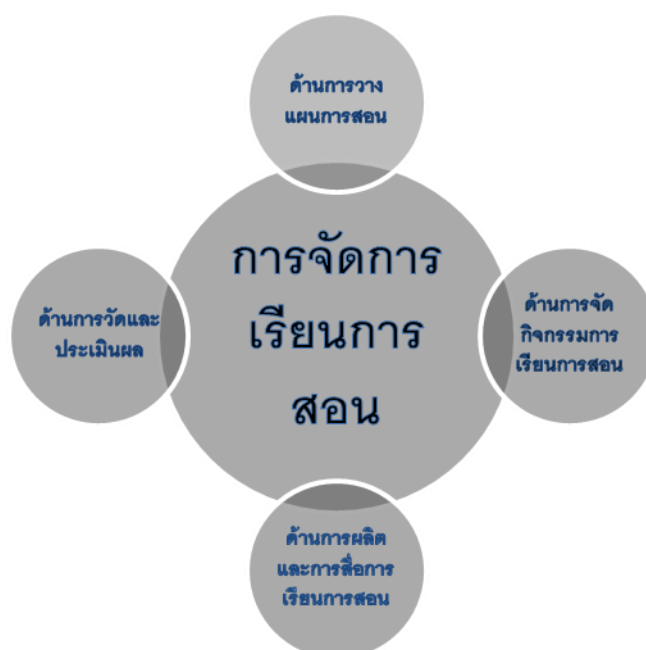 ด้านการวาง
แผนการสอน
การจัดการ
เรียนการ
สอน
ด้านการวัดและ
ประเมินผล
ด้านการจัด
กิจกรรมการ
เรียนการสอน
ด้านการผลิต
และการสื่อการ
เรียนการสอน